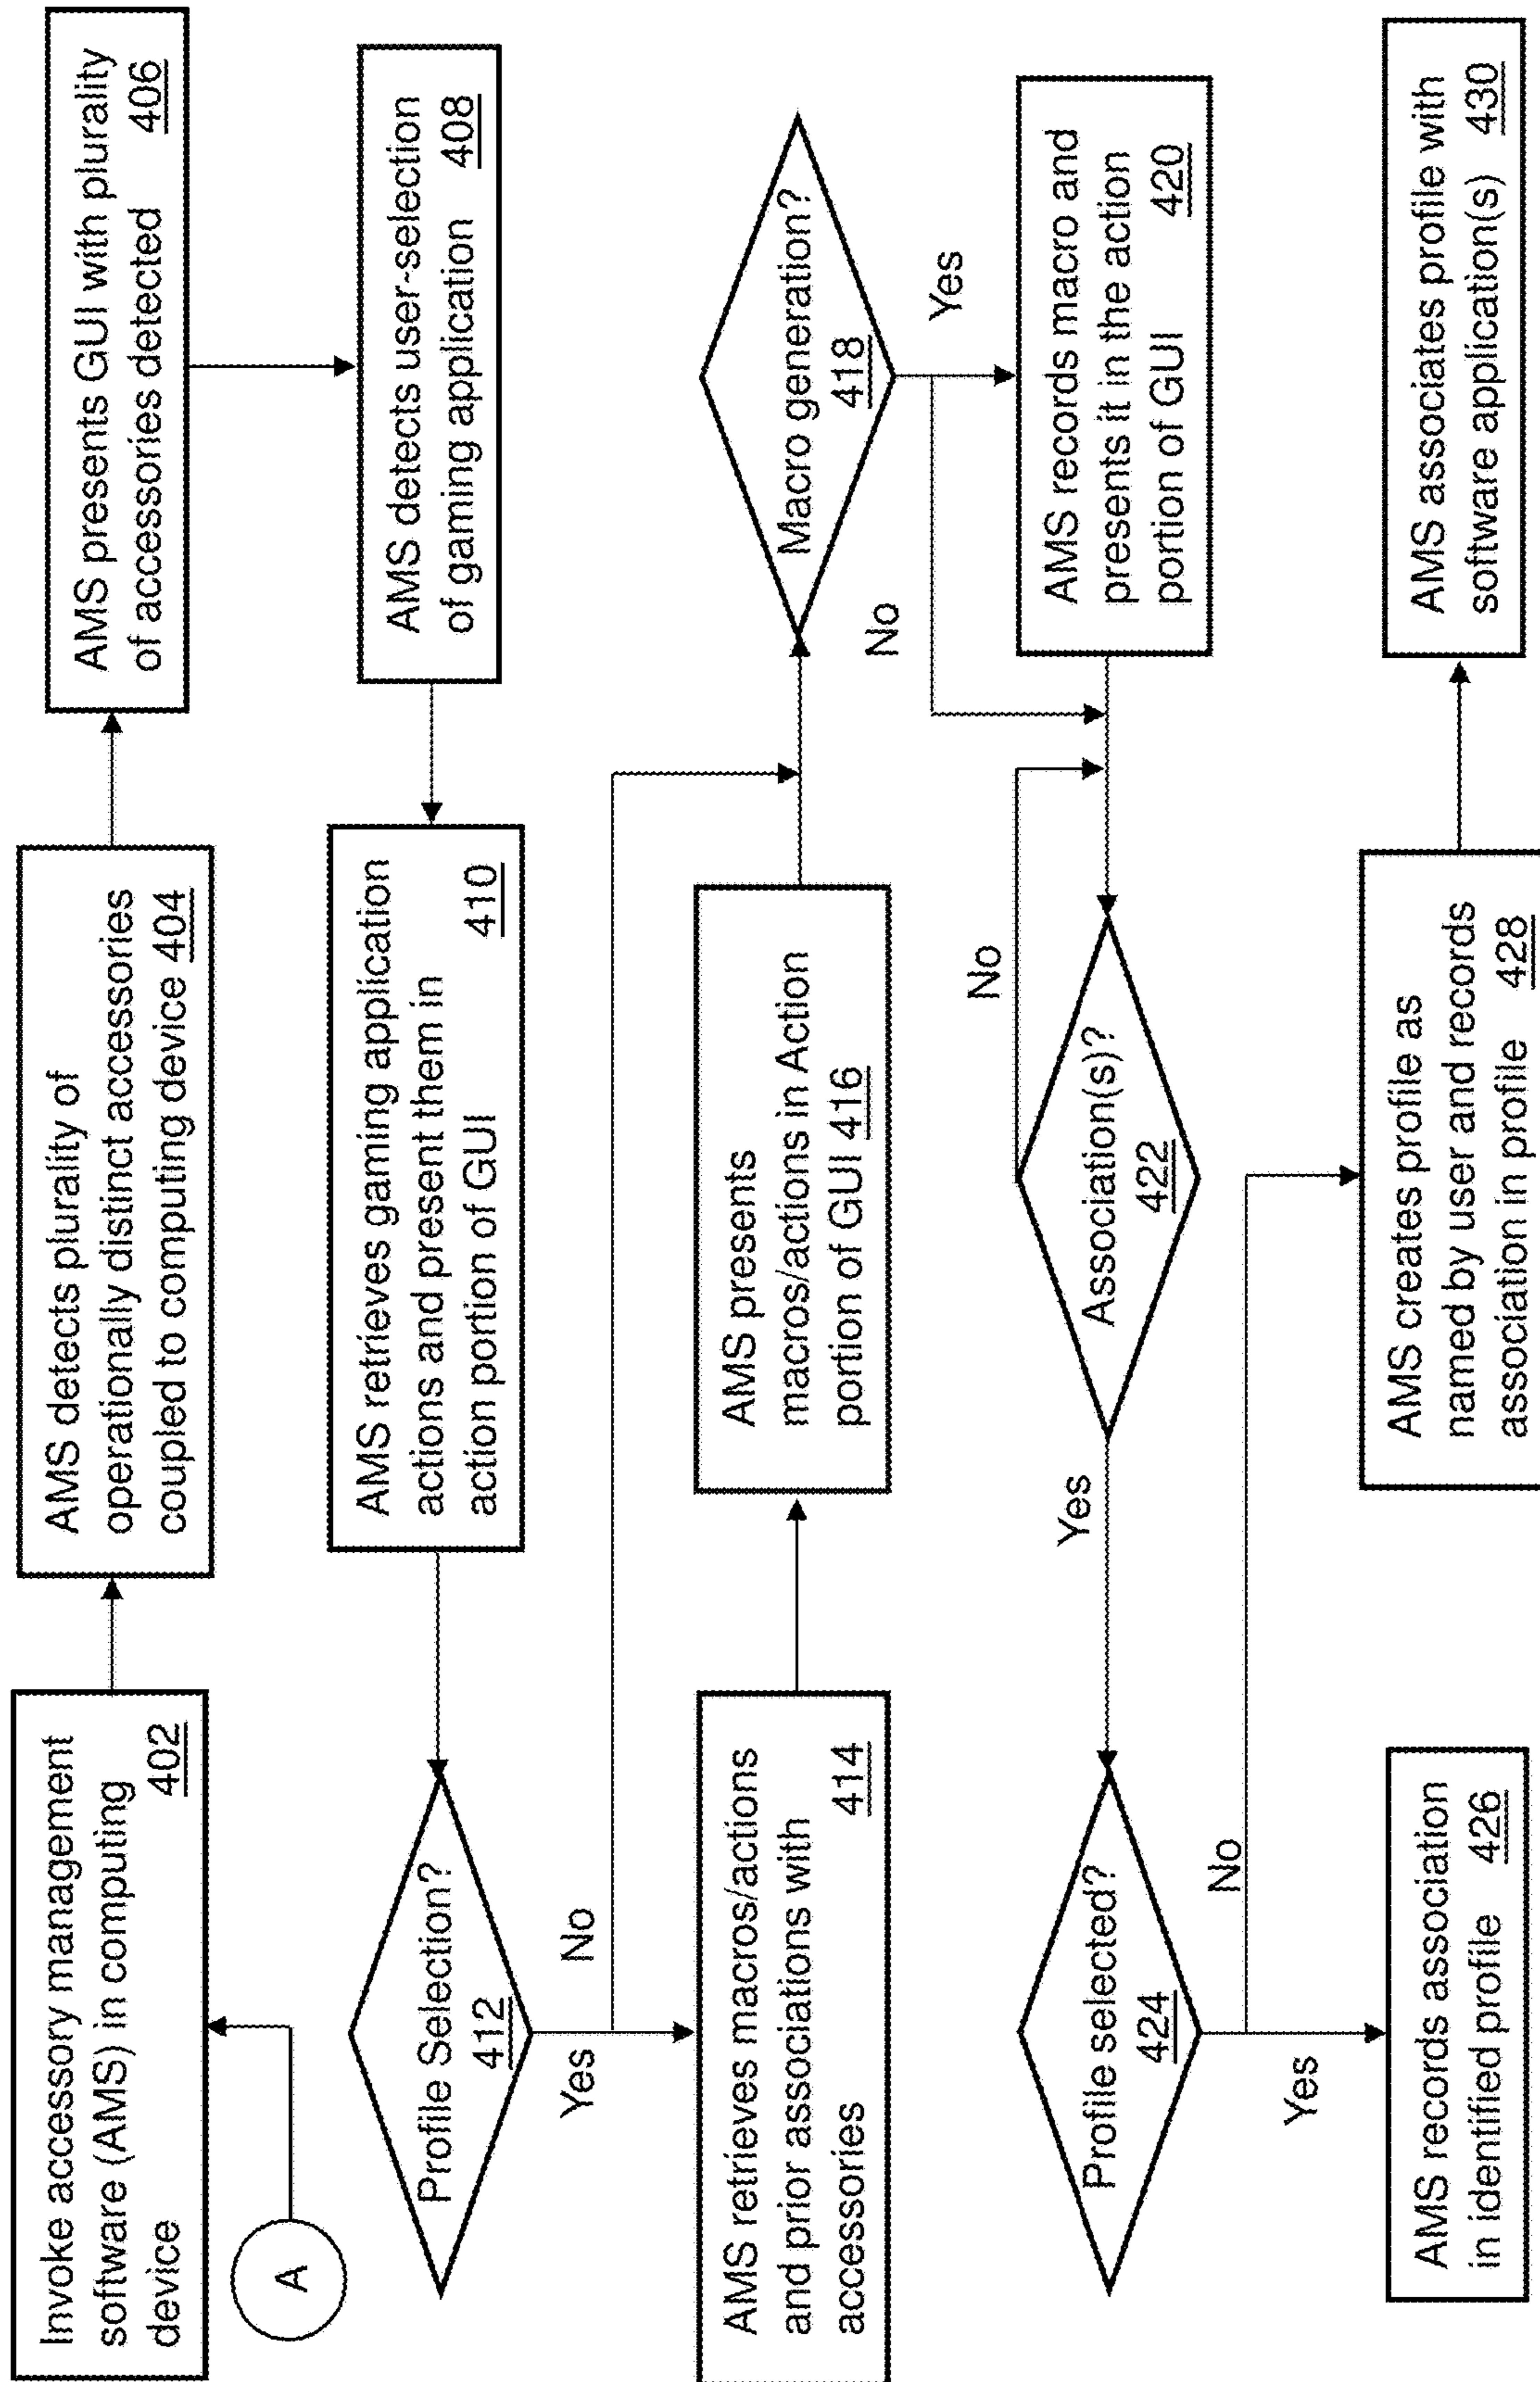 Invoke accessory management
software (AMS) in computing
device 402
A
AMS detects plurality of
operationally distinct accessories
coupled to computing device 404
AMS presents GUI with plurality
of accessories detected 406
AMS detects user-selection
of gaming application 408
AMS retrieves gaming application
actions and present them in
action portion of GUI 410
Profile Selection?
412
Yes
No
AMS retrieves macros/actions
and prior associations with
accessories 414
AMS presents
macros/actions in Action
portion of GUI 416
Macro generation?
418
Yes
No
AMS records macro and
presents it in the action
portion of GUI 420
Association(s)?
422
No
Yes
Profile selected?
424
Yes
No
AMS records association
in identified profile 426
AMS creates profile as
named by user and records
association in profile 428
AMS associates profile with
software application(s) 430